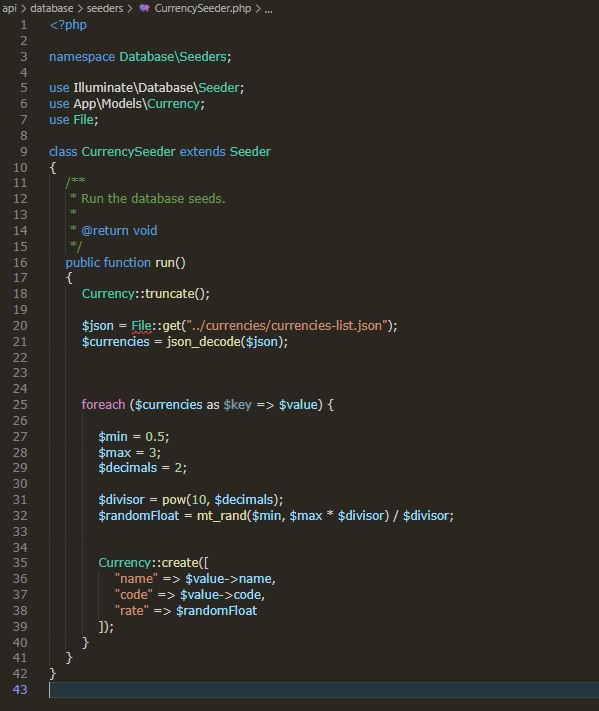 api > database > seeders > CurrencySeeder.php > ...
1 <?php
2
3 namespace Database\Seeders;
4
5 use Illuminate\Database\Seeder;
6 use App\Models\Currency;
7 use File;
8
9 class CurrencySeeder extends Seeder
10 {
11 /**
12 * Run the database seeds.
13 *
14 * @return void
15 */
16 public function run()
17 {
18 Currency::truncate();
19
20 $json = File::get("../currencies/currencies-list.json");
21 $currencies = json_decode($json);
22
23
24
25 foreach ($currencies as $key => $value) {
26
27 $min = 0.5;
28 $max = 3;
29 $decimals = 2;
30
31 $divisor = pow(10, $decimals);
32 $randomFloat = mt_rand($min, $max * $divisor) / $divisor;
33
34
35 Currency::create([
36 "name" => $value->name,
37 "code" => $value->code,
38 "rate" => $randomFloat
39 ]);
40 }
41 }
42 }
43